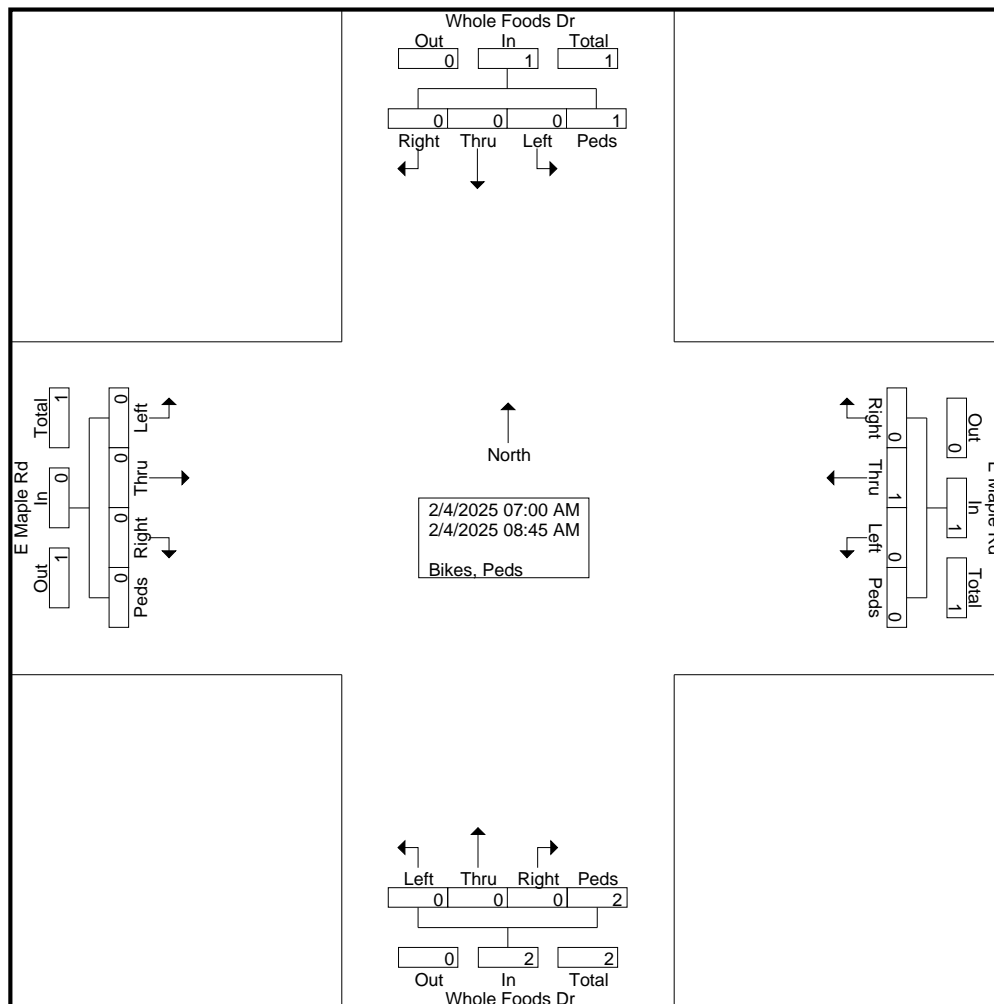 Whole Foods Dr
Out In Total
0 1 1
0 0 0 1
Right Thru Left Peds
E Maple Rd
Total In Out
1 0 1
0 0 0 0
Left Thru Right Peds
North
2/4/2025 07:00 AM
2/4/2025 08:45 AM
Bikes, Peds
Right Thru Left Peds
0 1 0 0
Out In Total
0 1 1
Maple Rd
Left Thru Right Peds
0 0 0 2
0 2 2
Out In Total
Whole Foods Dr